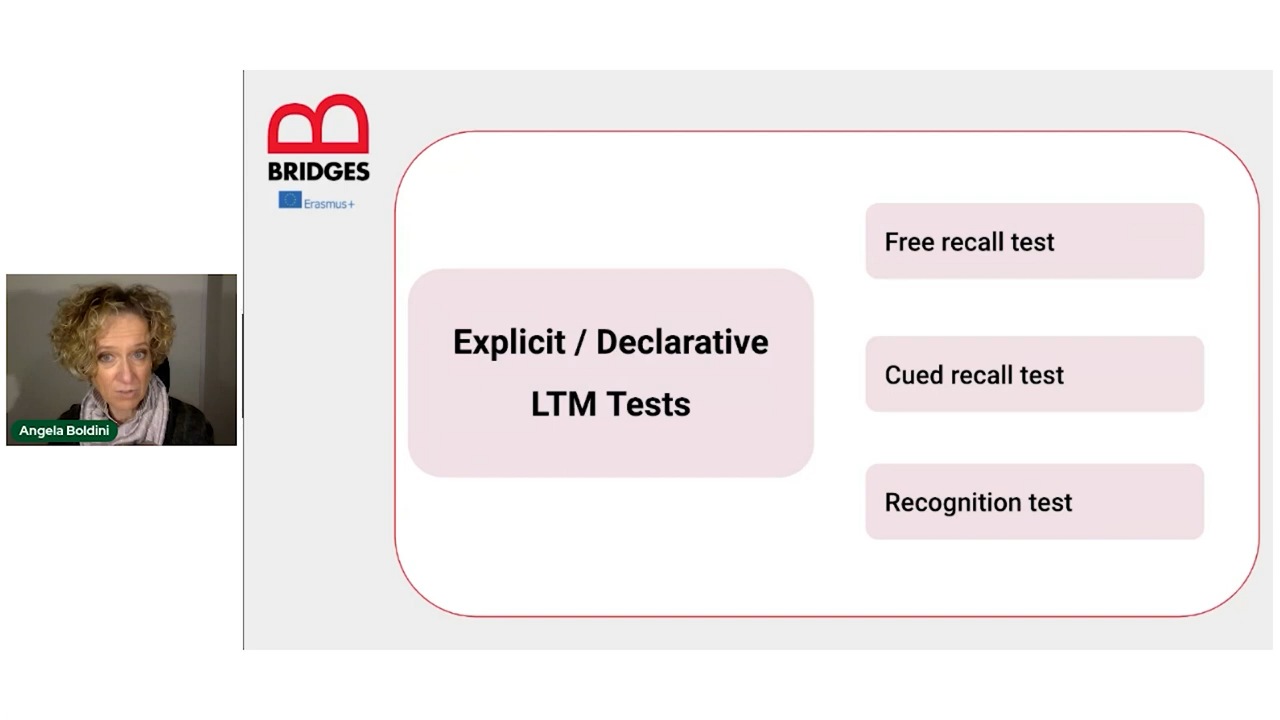 BRIDGES
Erasmus+
Explicit / Declarative
LTM Tests
Free recall test
Cued recall test
Recognition test
Angela Boldini